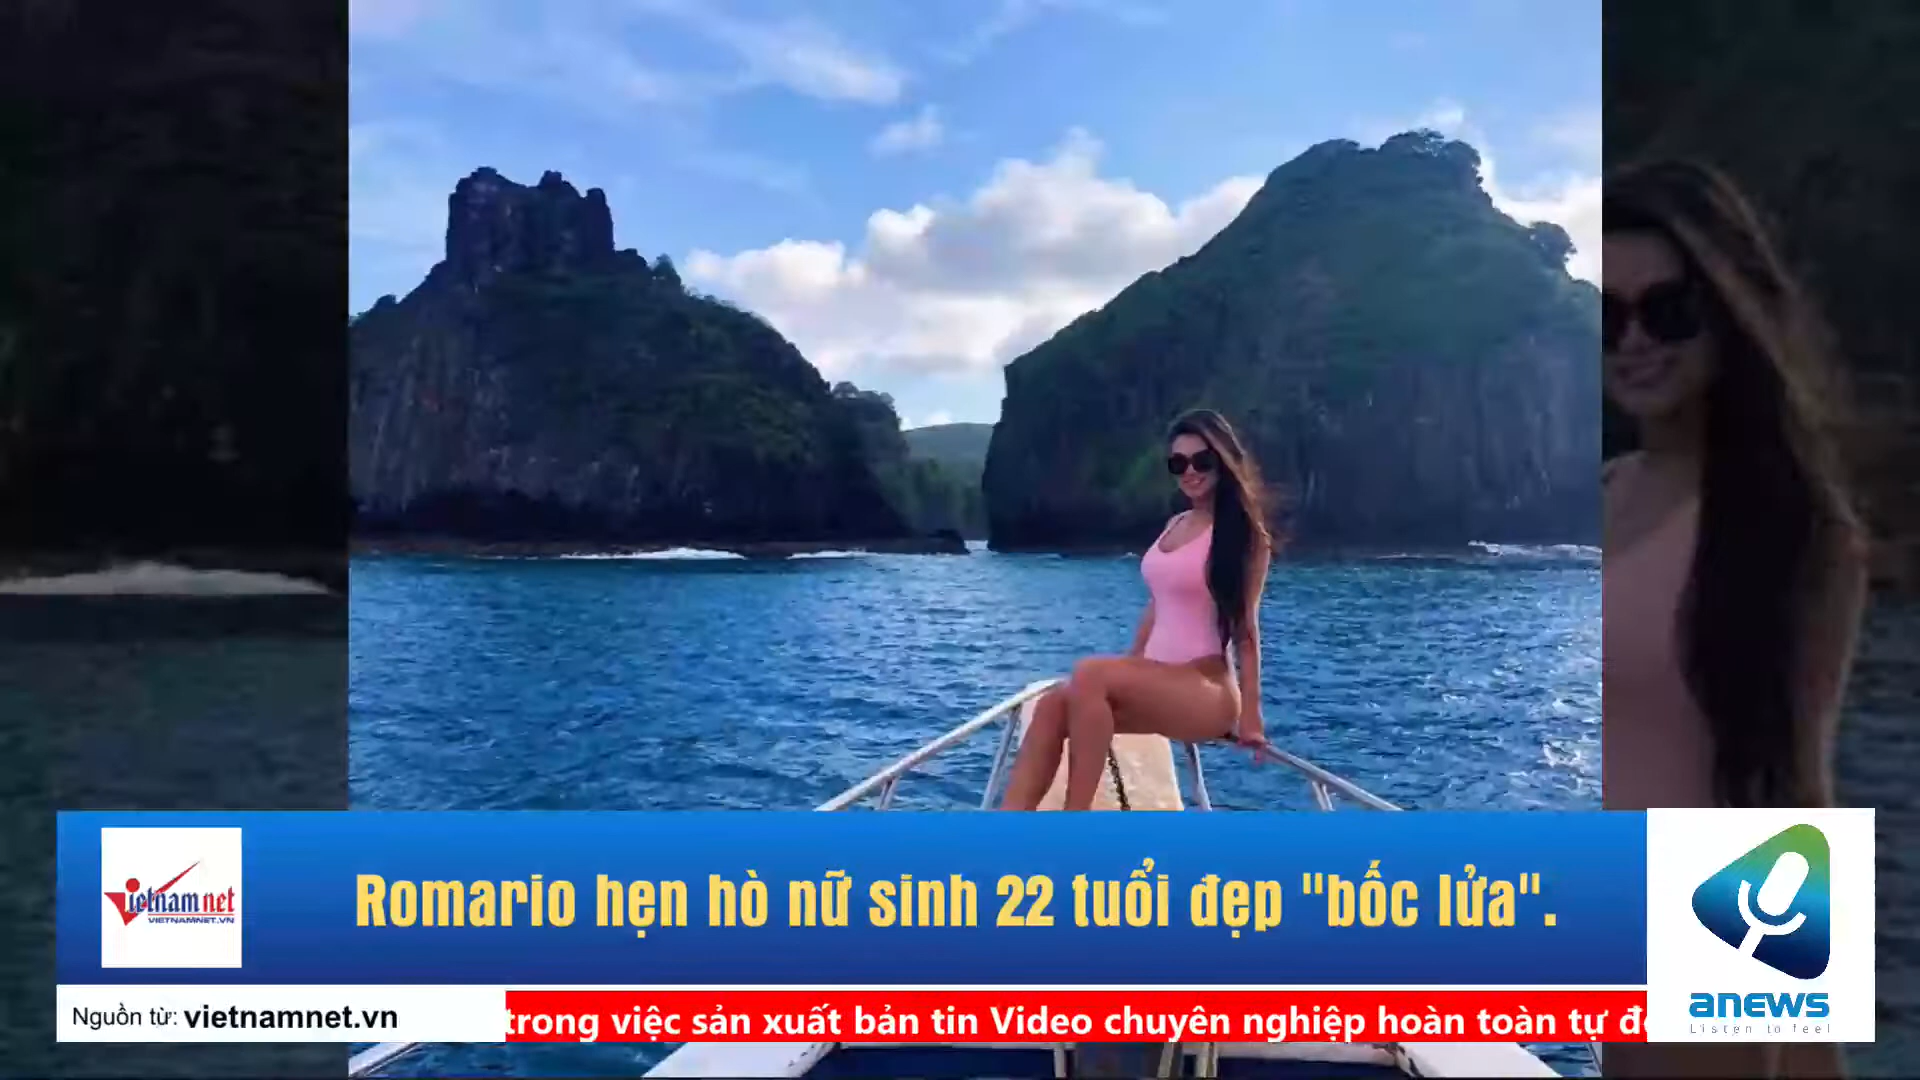 Romario hẹn hò nữ sinh 22 tuổi đẹp "bốc lửa".
Vietnamnet
VIETNAMNET.VN
Nguồn từ: vietnamnet.vn
trong việc sản xuất bản tin Video chuyên nghiệp hoàn toàn tự
anews
Listen to feel